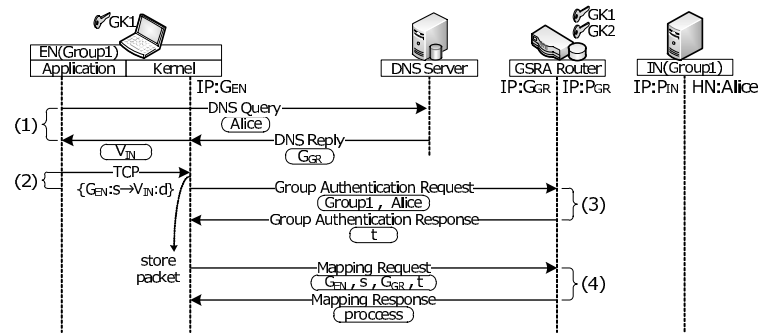 GK1
GK1
GK2
EN(Group1)
Application Kernel
DNS Server
GSRA Router
IN(Group1)
IP:GEN
IP:GGR
IP:PGR
IP:PIN
HN:Alice
(1)
DNS Query
Alice
DNS Reply
GGR
VIN
(2)
TCP
{GEN:s→VIN:d}
Group Authentication Request
Group1 , Alice
(3)
Group Authentication Response
t
store
packet
Mapping Request
GEN , s , GGR , t
(4)
Mapping Response
proccess